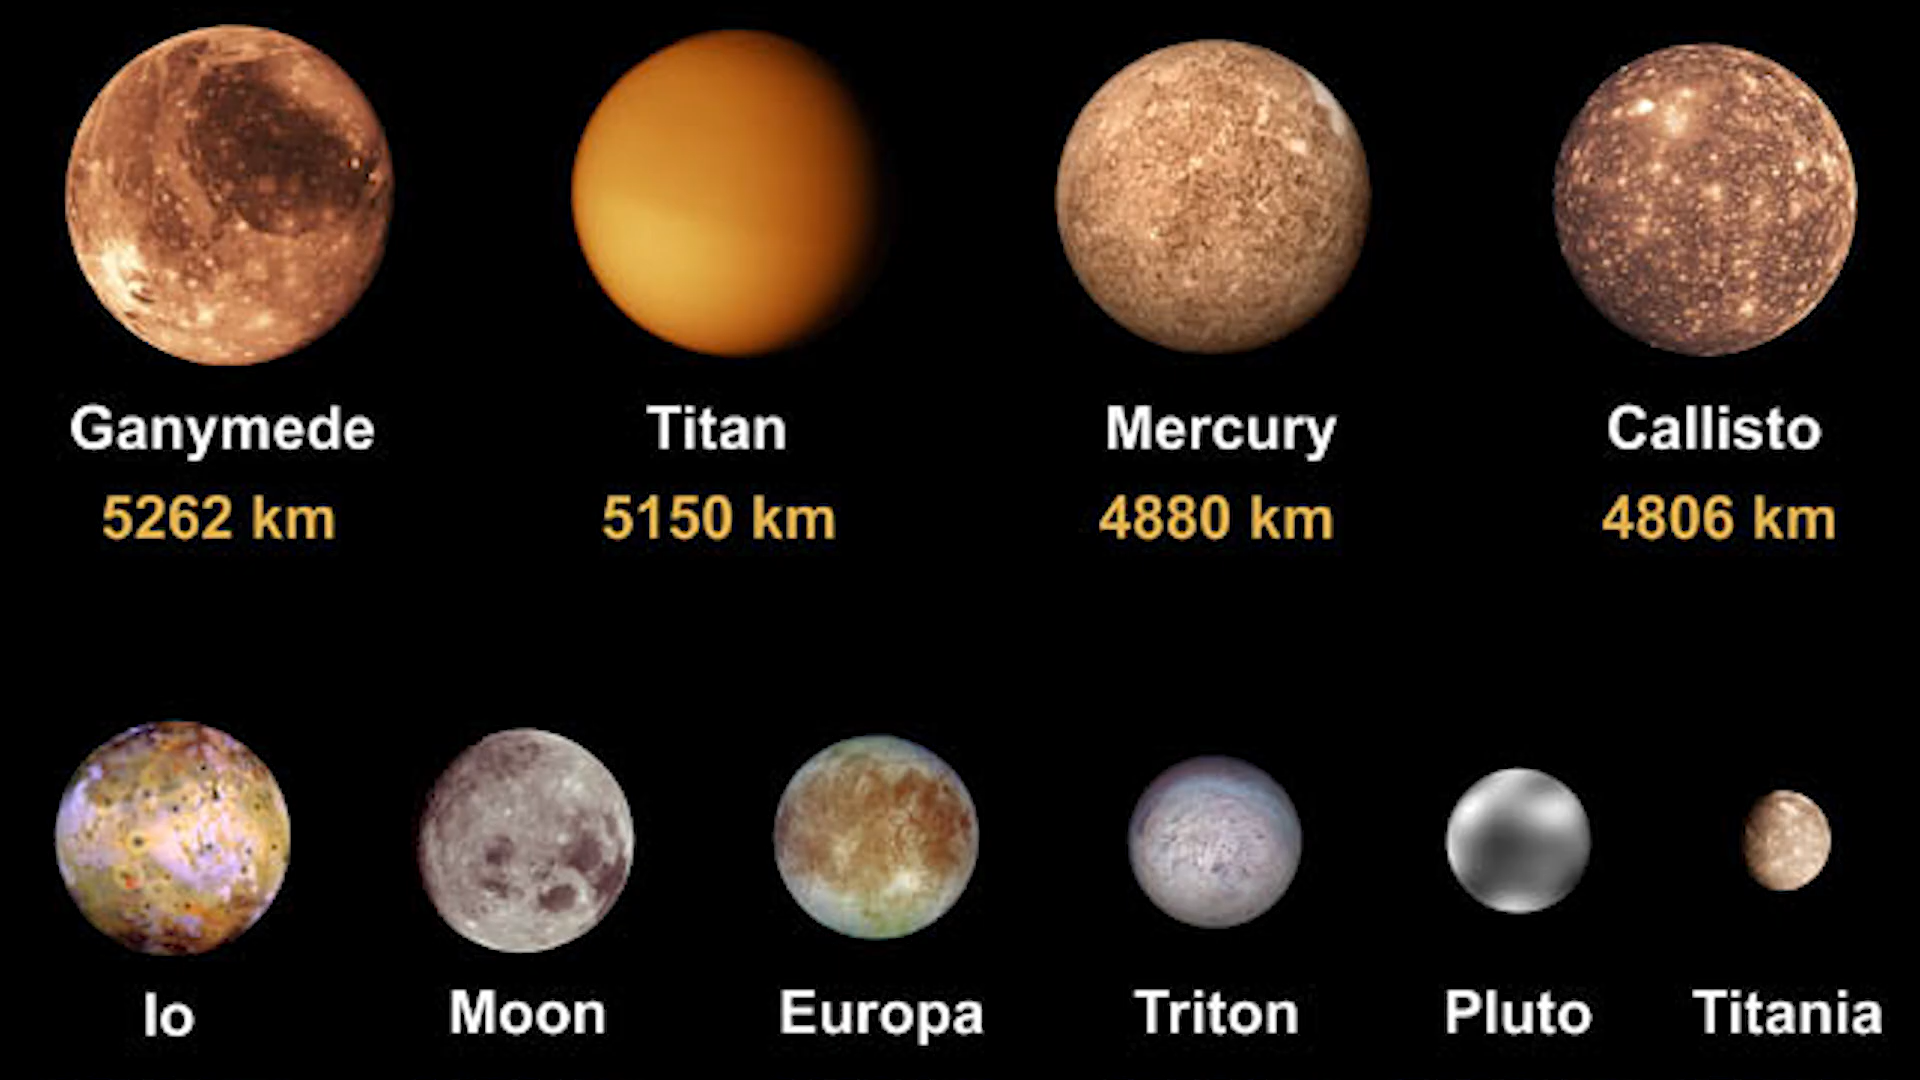 Ganymede Titan Mercury Callisto
5262 km 5150 km 4880 km 4806 km
Io Moon Europa Triton Pluto Titania